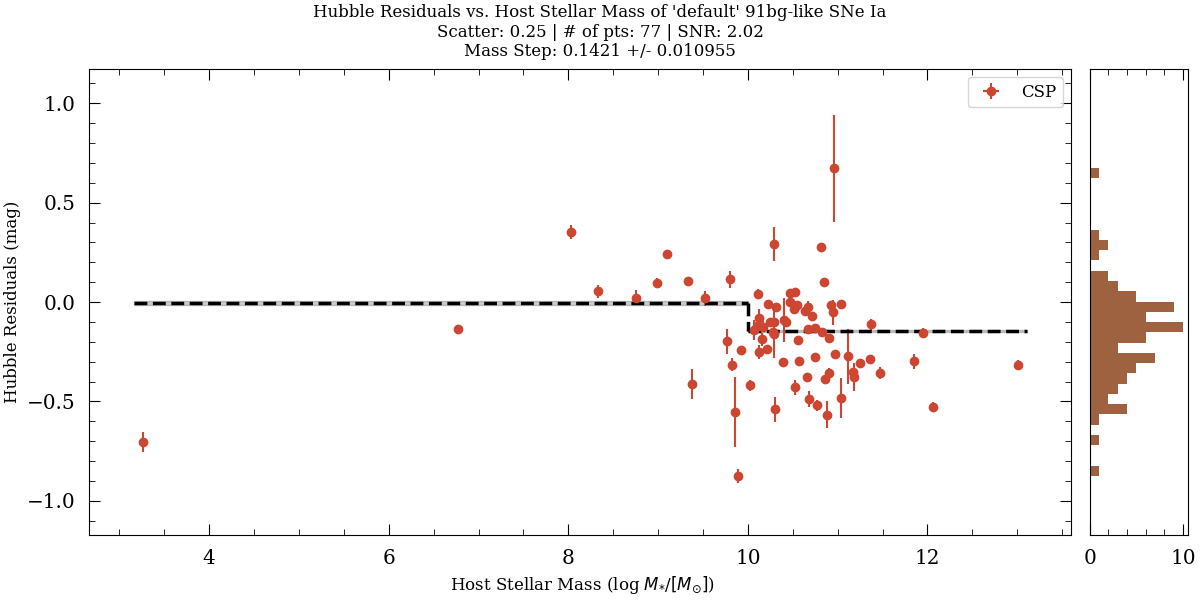 Hubble Residuals vs. Host Stellar Mass of 'default' 91bg-like SNe Ia
Scatter: 0.25 | # of pts: 77 | SNR: 2.02
Mass Step: 0.1421 +/- 0.010955
CSP
Hubble Residuals (mag)
1.0
0.5
0.0
−0.5
−1.0
4
6
8
10
12
0
10
Host Stellar Mass (log M*/[M⊙])